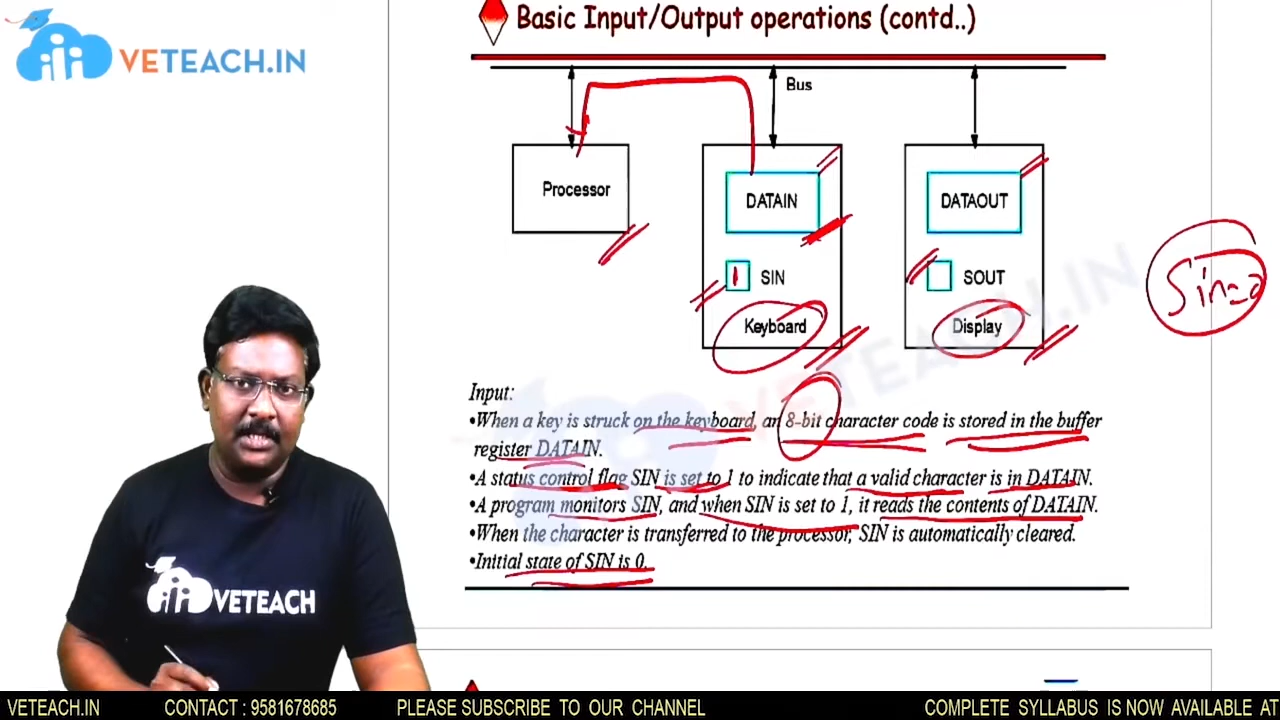 Basic Input/Output operations (contd..)
VETEACH.IN
Bus
Processor
DATAIN
DATAOUT
SIN
SOUT
Keyboard
Display
Input:
•When a key is struck on the keyboard, an 8-bit character code is stored in the buffer
register DATAIN.
•A status control flag SIN is set to 1 to indicate that a valid character is in DATAIN.
•A program monitors SIN, and when SIN is set to 1, it reads the contents of DATAIN.
•When the character is transferred to the processor, SIN is automatically cleared.
•Initial state of SIN is 0.
VETEACH.IN
VETEACH
VETEACH.IN CONTACT : 9581678685 PLEASE SUBSCRIBE TO OUR CHANNEL COMPLETE SYLLABUS IS NOW AVAILABLE AT